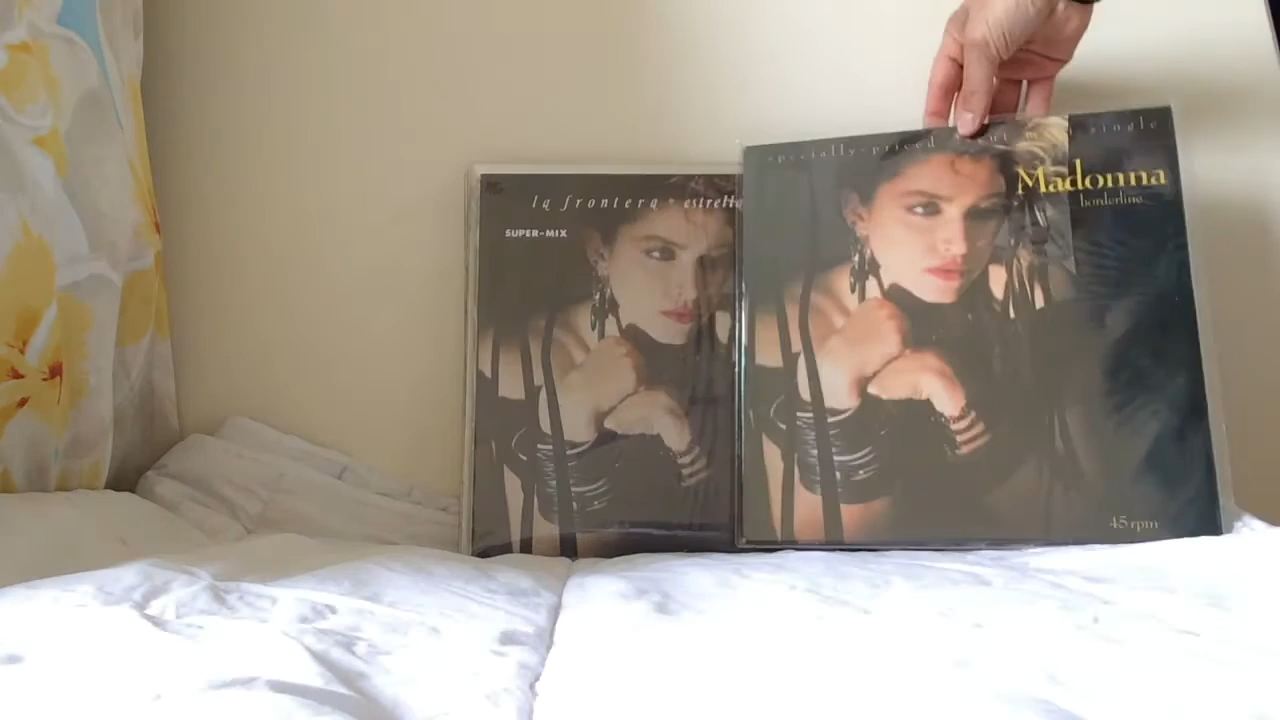 la frontera * estrella
SUPER-MIX
specially-priced
single
Madonna
borderline
45 rpm